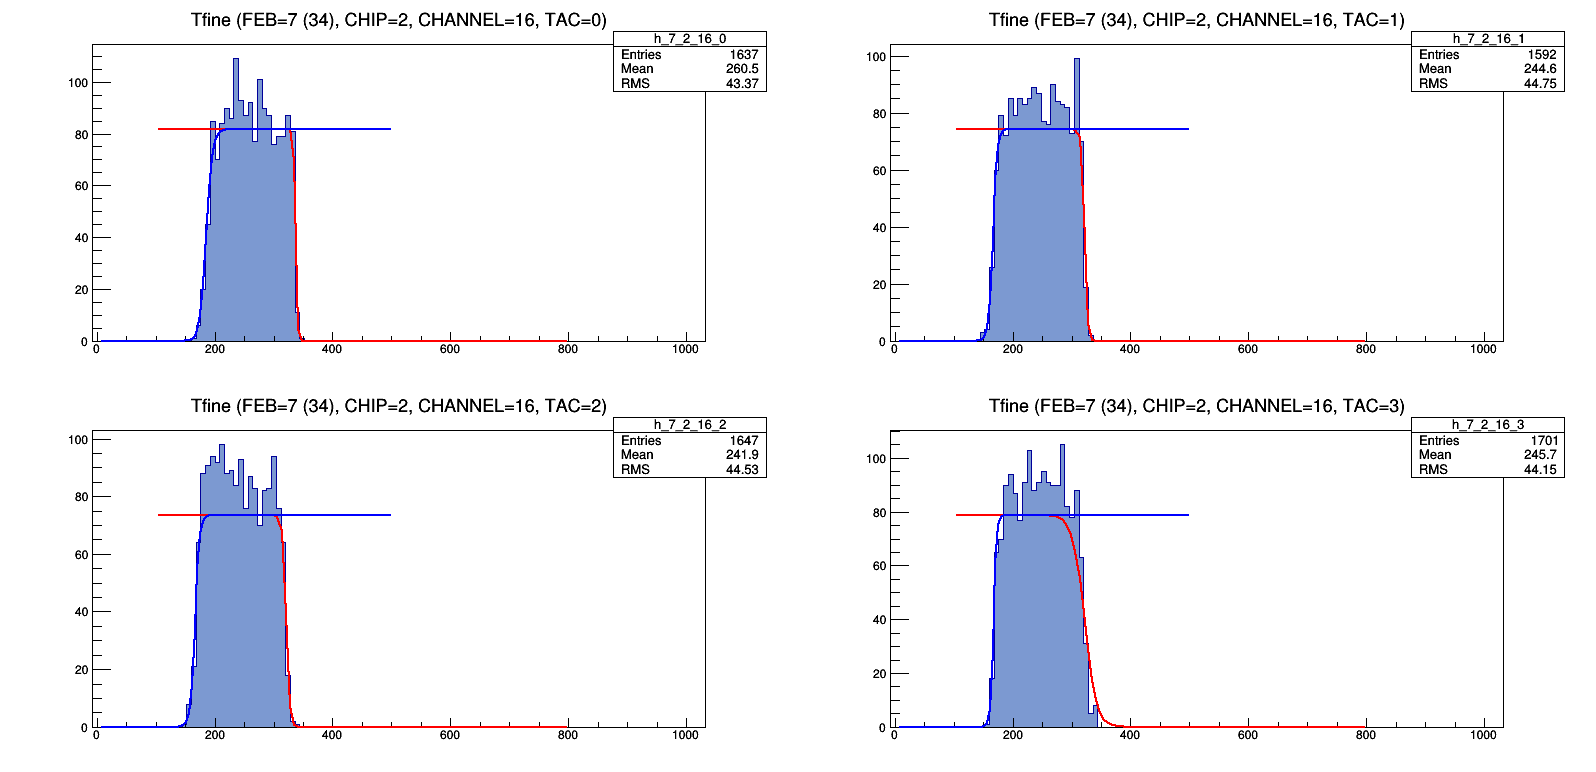 Tfine (FEB=7 (34), CHIP=2, CHANNEL=16, TAC=0)
h_7_2_16_0
Entries 1637
Mean 260.5
RMS 43.37
100
80
60
40
20
0
0 200 400 600 800 1000
Tfine (FEB=7 (34), CHIP=2, CHANNEL=16, TAC=1)
h_7_2_16_1
Entries 1592
Mean 244.6
RMS 44.75
100
80
60
40
20
0
0 200 400 600 800 1000
Tfine (FEB=7 (34), CHIP=2, CHANNEL=16, TAC=2)
h_7_2_16_2
Entries 1647
Mean 241.9
RMS 44.53
100
80
60
40
20
0
0 200 400 600 800 1000
Tfine (FEB=7 (34), CHIP=2, CHANNEL=16, TAC=3)
h_7_2_16_3
Entries 1701
Mean 245.7
RMS 44.15
100
80
60
40
20
0
0 200 400 600 800 1000